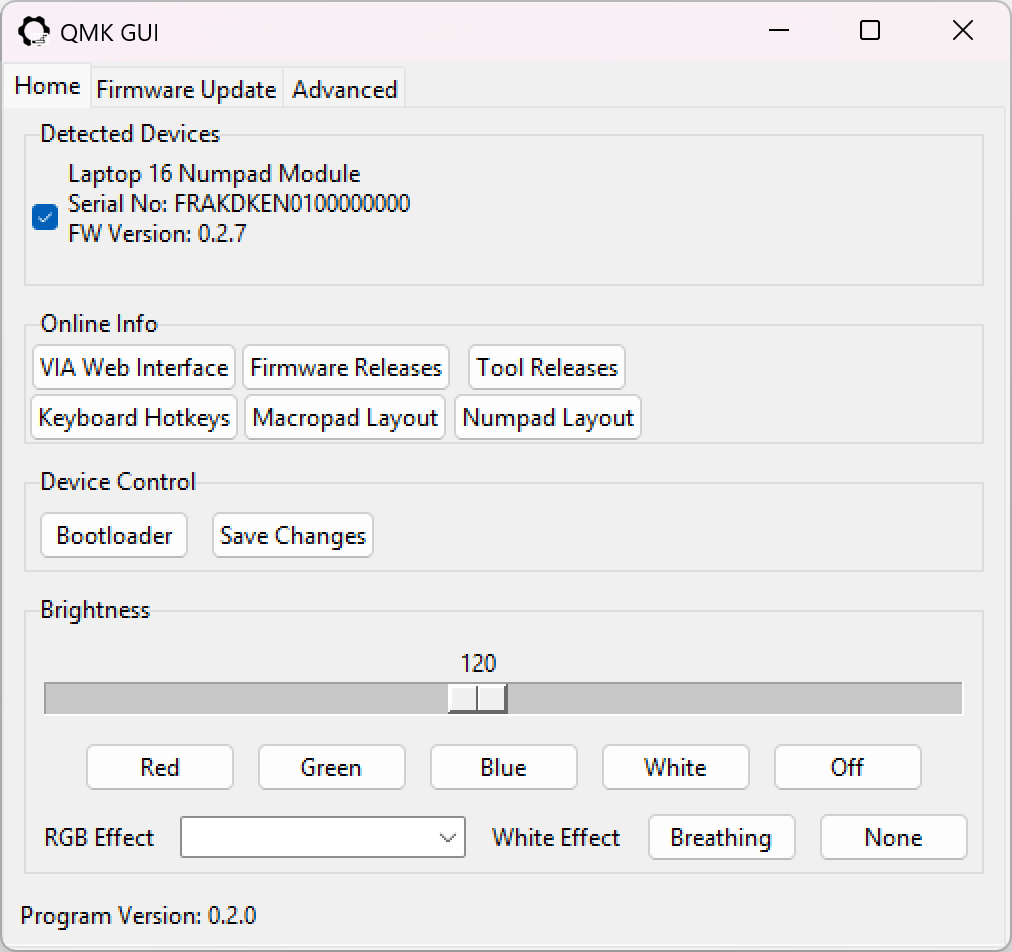 QMK GUI
Home Firmware Update Advanced
Detected Devices
Laptop 16 Numpad Module
Serial No: FRAKDKEN0100000000
FW Version: 0.2.7
Online Info
VIA Web Interface Firmware Releases Tool Releases
Keyboard Hotkeys Macropad Layout Numpad Layout
Device Control
Bootloader Save Changes
Brightness
120
Red Green Blue White Off
RGB Effect White Effect Breathing None
Program Version: 0.2.0